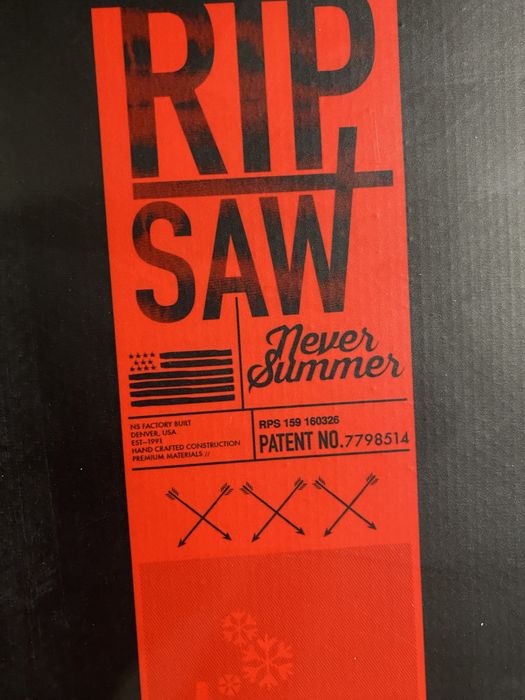 RIP
SAW
Never
Summer
NS FACTORY BUILT
DENVER, USA
EST–1991
HAND CRAFTED CONSTRUCTION
PREMIUM MATERIALS //
RPS 159 160326
PATENT NO.7798514